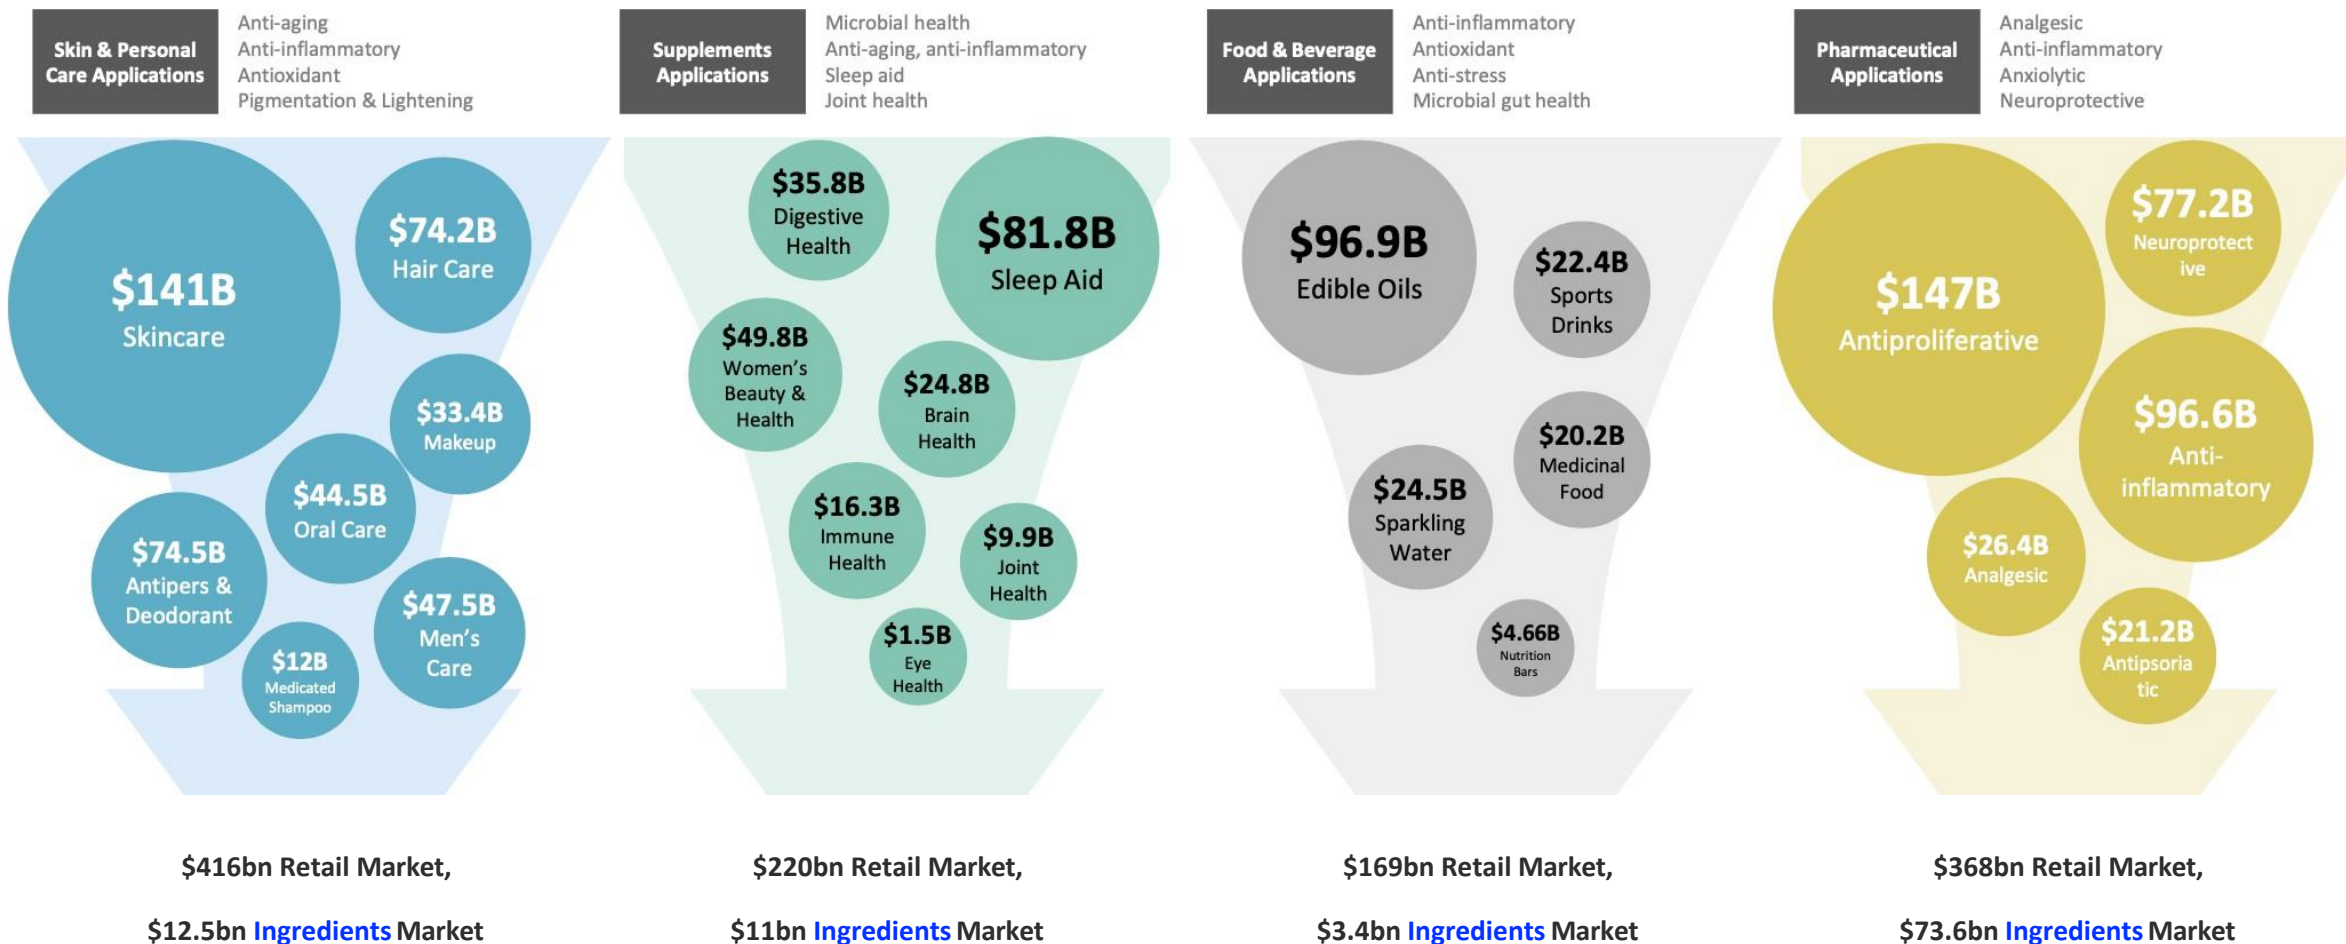 Skin & Personal
Care Applications
Anti-aging
Anti-inflammatory
Antioxidant
Pigmentation & Lightening
$141B
Skincare
$74.2B
Hair Care
$33.4B
Makeup
$44.5B
Oral Care
$74.5B
Antipers &
Deodorant
$47.5B
Men's
Care
$12B
Medicated
Shampoo
$416bn Retail Market,
$12.5bn Ingredients Market
Supplements
Applications
Microbial health
Anti-aging, anti-inflammatory
Sleep aid
Joint health
$35.8B
Digestive
Health
$81.8B
Sleep Aid
$49.8B
Women's
Beauty &
Health
$24.8B
Brain
Health
$16.3B
Immune
Health
$9.9B
Joint
Health
$1.5B
Eye
Health
$220bn Retail Market,
$11bn Ingredients Market
Food & Beverage
Applications
Anti-inflammatory
Antioxidant
Anti-stress
Microbial gut health
$96.9B
Edible Oils
$22.4B
Sports
Drinks
$20.2B
Medicinal
Food
$24.5B
Sparkling
Water
$4.66B
Nutrition
Bars
$169bn Retail Market,
$3.4bn Ingredients Market
Pharmaceutical
Applications
Analgesic
Anti-inflammatory
Anxiolytic
Neuroprotective
$147B
Antiproliferative
$77.2B
Neuroprotect
ive
$96.6B
Anti-
inflammatory
$26.4B
Analgesic
$21.2B
Antipsoria
tic
$368bn Retail Market,
$73.6bn Ingredients Market